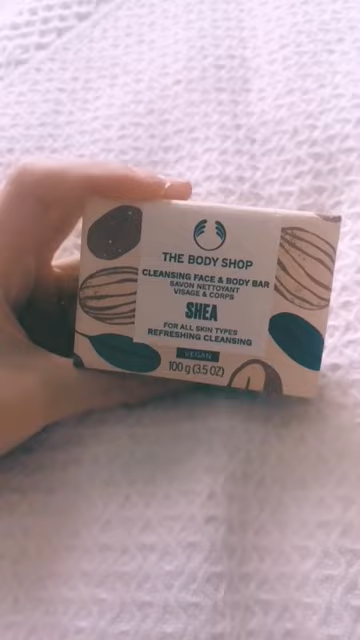 THE BODY SHOP
CLEANSING FACE & BODY BAR
SAVON NETTOYANT
VISAGE & CORPS
SHEA
FOR ALL SKIN TYPES
REFRESHING CLEANSING
VEGAN
100 g (3.5 OZ)